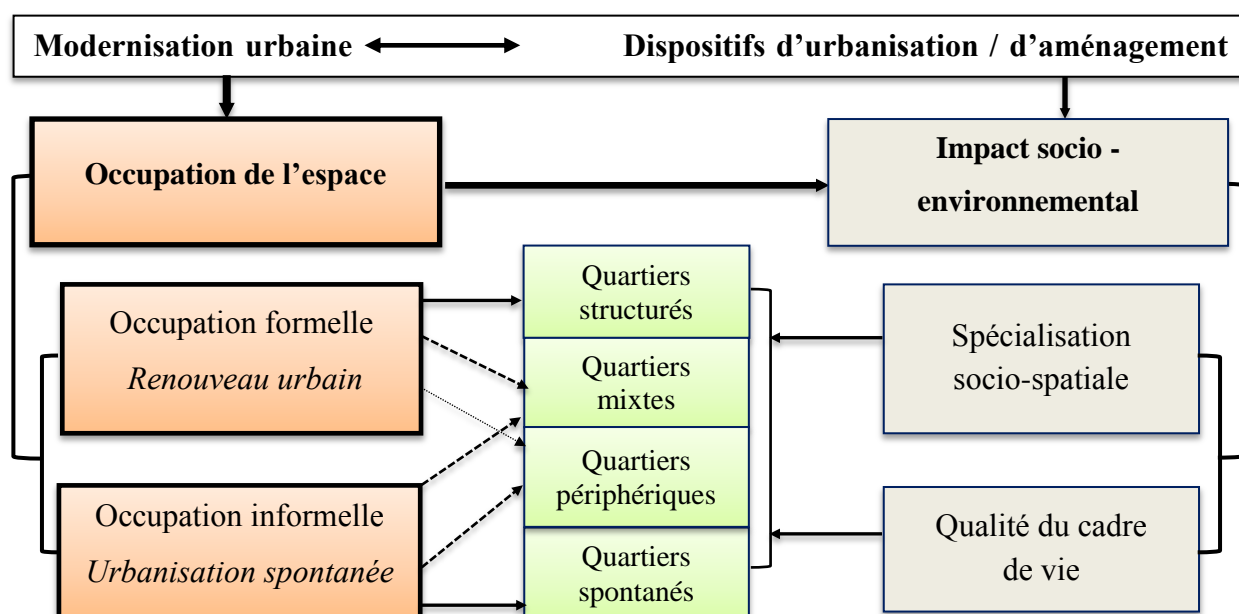 Modernisation urbaine
Dispositifs d’urbanisation / d’aménagement
Occupation de l’espace
Impact socio -
environnemental
Occupation formelle
Renouveau urbain
Quartiers
structurés
Quartiers
mixtes
Spécialisation
socio-spatiale
Quartiers
périphériques
Occupation informelle
Urbanisation spontanée
Quartiers
spontanés
Qualité du cadre
de vie